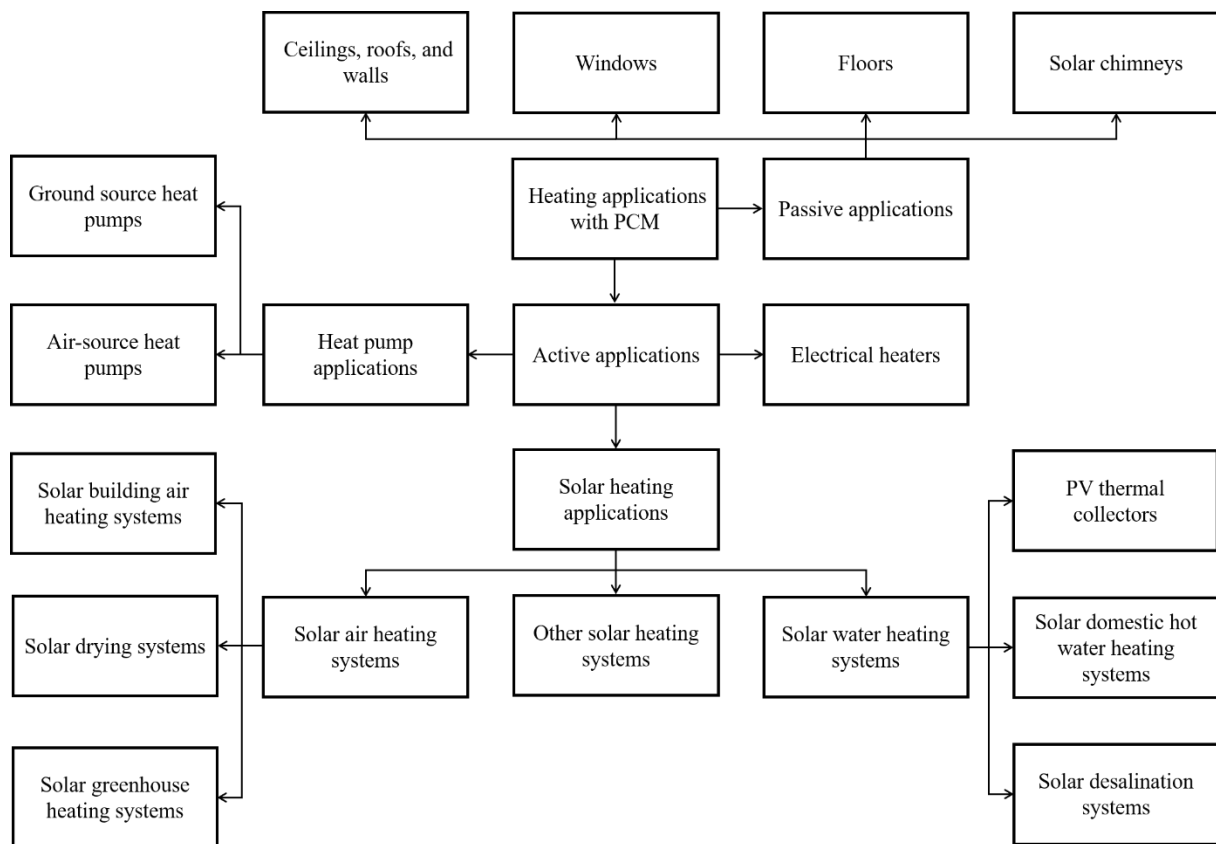 Ceilings, roofs, and
walls
Windows
Floors
Solar chimneys
Ground source heat
pumps
Heating applications
with PCM
Passive applications
Air-source heat
pumps
Heat pump
applications
Active applications
Electrical heaters
Solar building air
heating systems
Solar heating
applications
PV thermal
collectors
Solar drying systems
Solar air heating
systems
Other solar heating
systems
Solar water heating
systems
Solar domestic hot
water heating
systems
Solar greenhouse
heating systems
Solar desalination
systems